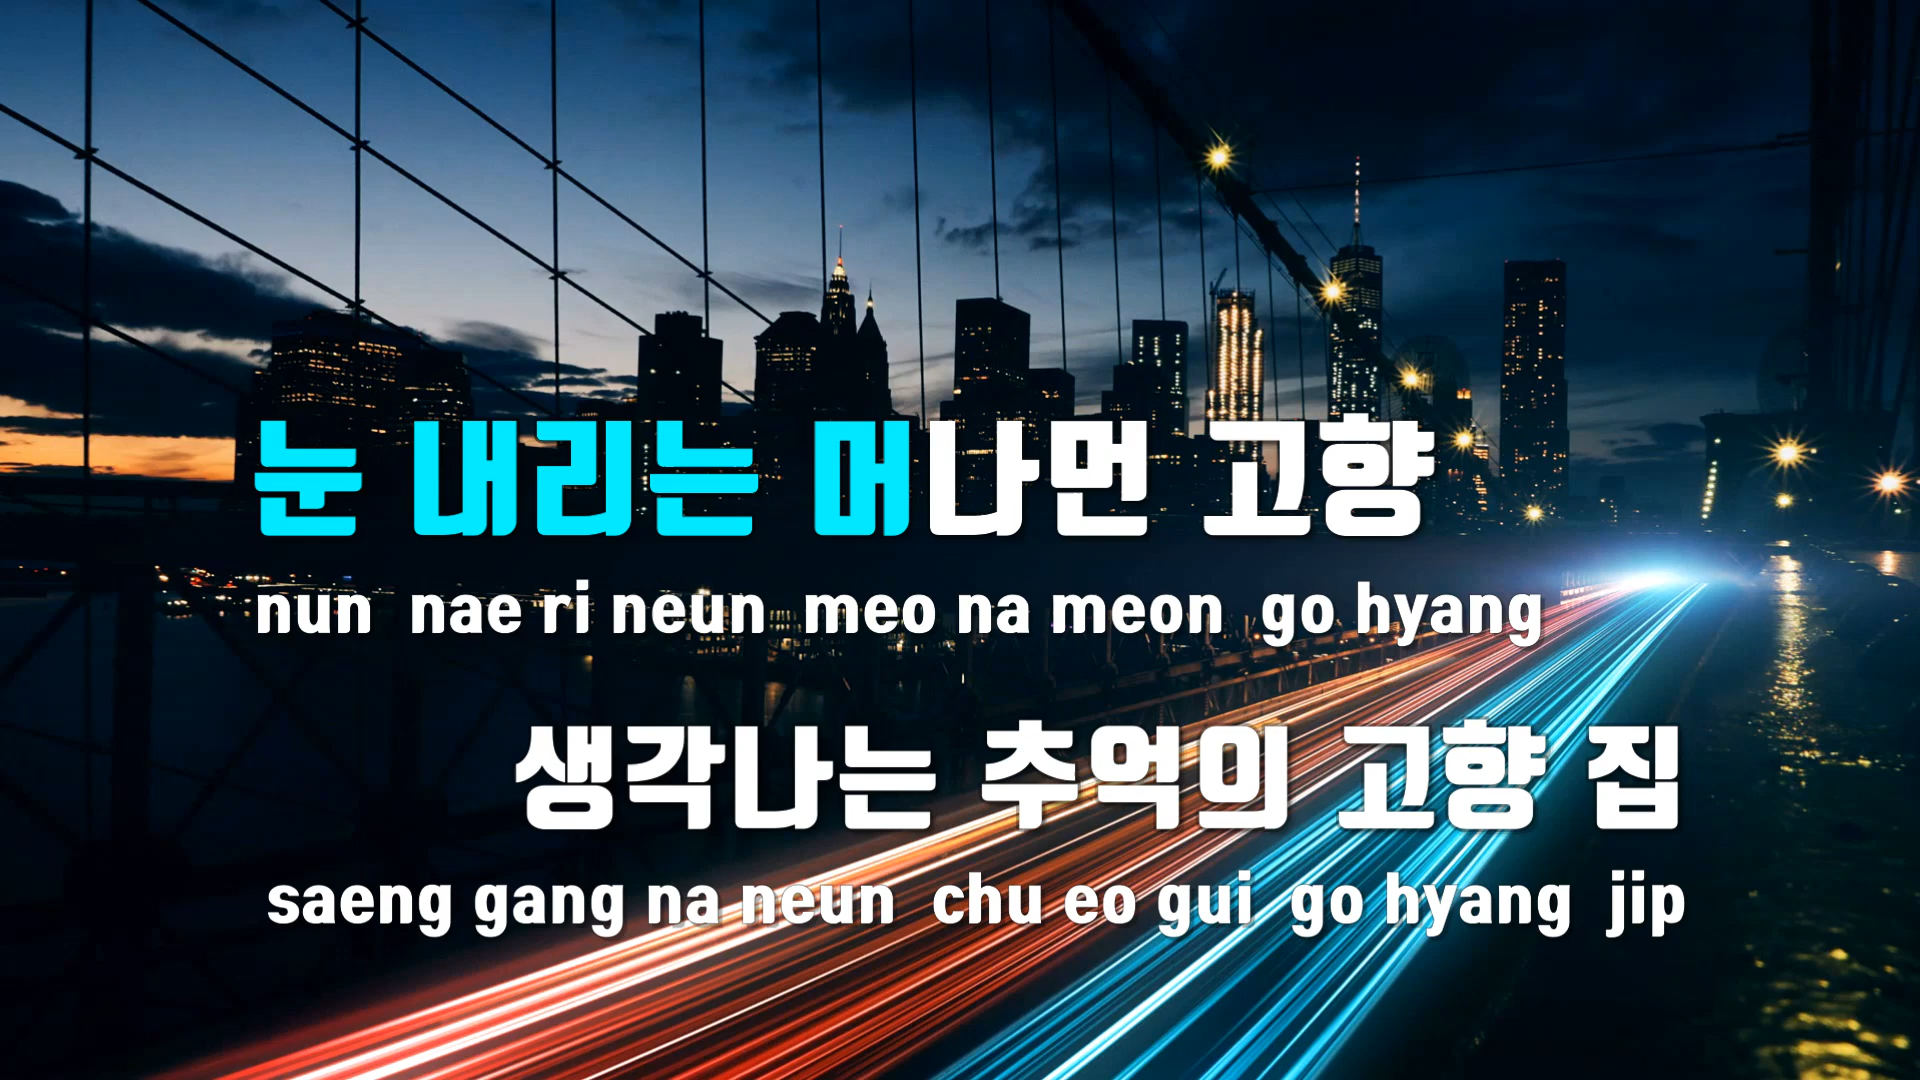 눈 내리는 머나먼 고향
nun nae ri neun meo na meon go hyang
생각나는 추억의 고향 집
saeng gang na neun chu eo gui go hyang jip